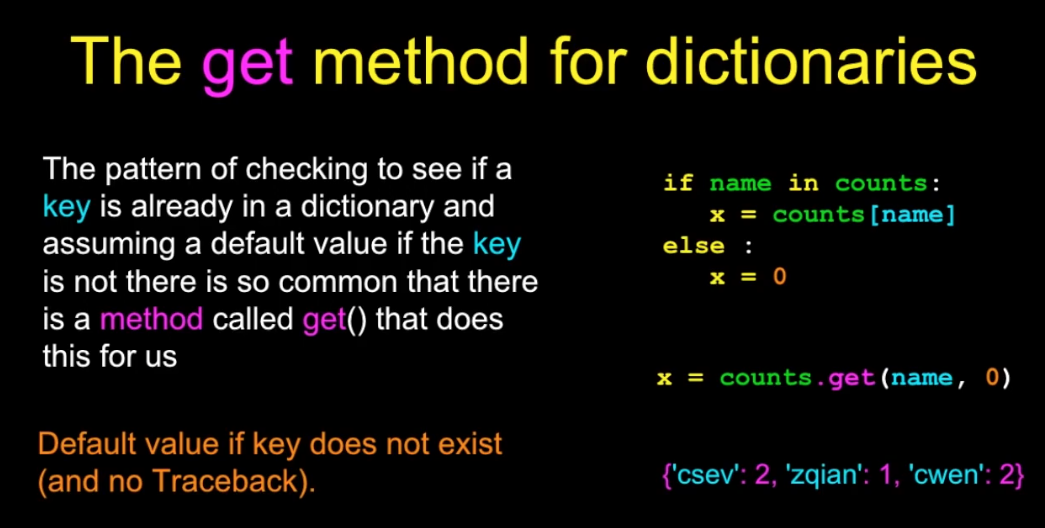 The get method for dictionaries
The pattern of checking to see if a
key is already in a dictionary and
assuming a default value if the key
is not there is so common that there
is a method called get() that does
this for us
Default value if key does not exist
(and no Traceback).
if name in counts:
   x = counts[name]
else :
   x = 0
x = counts.get(name, 0)
{'csev': 2, 'zqian': 1, 'cwen': 2}